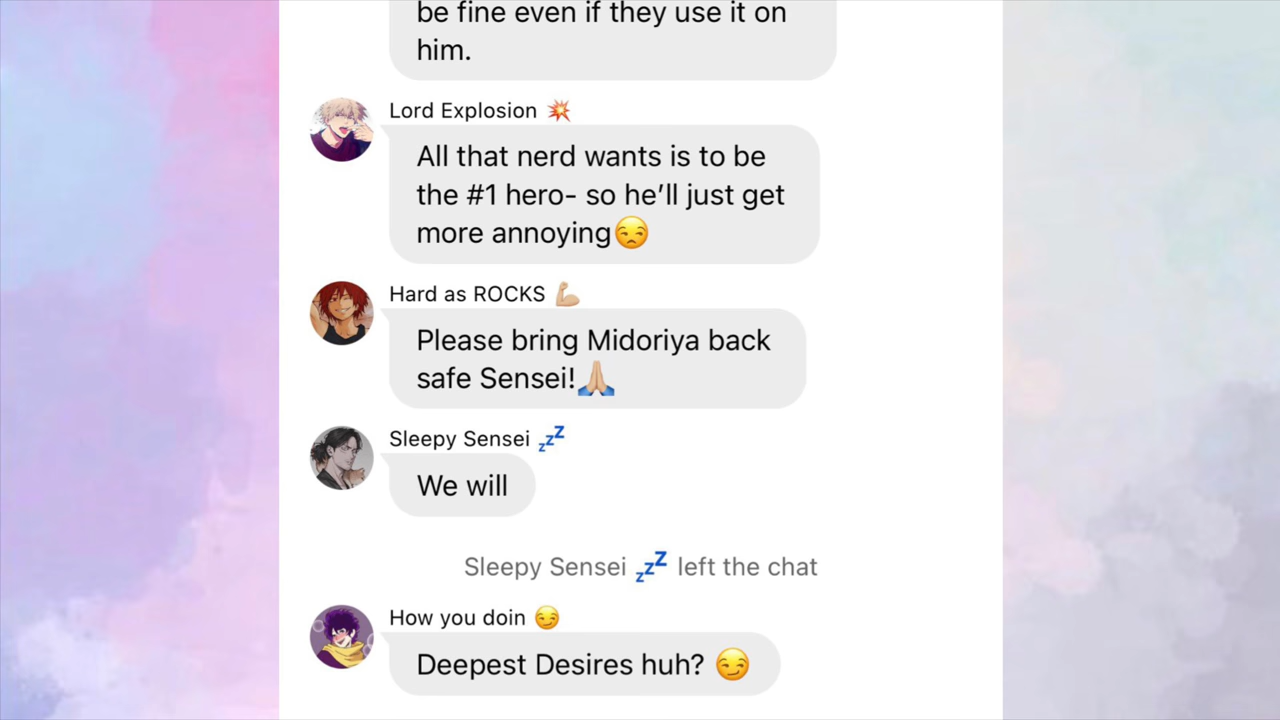 be fine even if they use it on
him.
Lord Explosion 💥
All that nerd wants is to be
the #1 hero- so he’ll just get
more annoying😒
Hard as ROCKS 💪🏼
Please bring Midoriya back
safe Sensei!🙏🏼
Sleepy Sensei 💤
We will
Sleepy Sensei 💤 left the chat
How you doin 😏
Deepest Desires huh? 😏